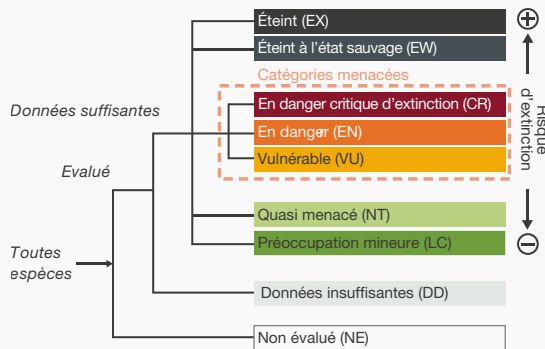 Éteint (EX)
Éteint à l'état sauvage (EW)
Catégories menacées
En danger critique d'extinction (CR)
En danger (EN)
Vulnérable (VU)
Quasi menacé (NT)
Préoccupation mineure (LC)
Données insuffisantes (DD)
Non évalué (NE)
Données suffisantes
Evalué
Toutes
espèces
+
Risque
d'extinction
−